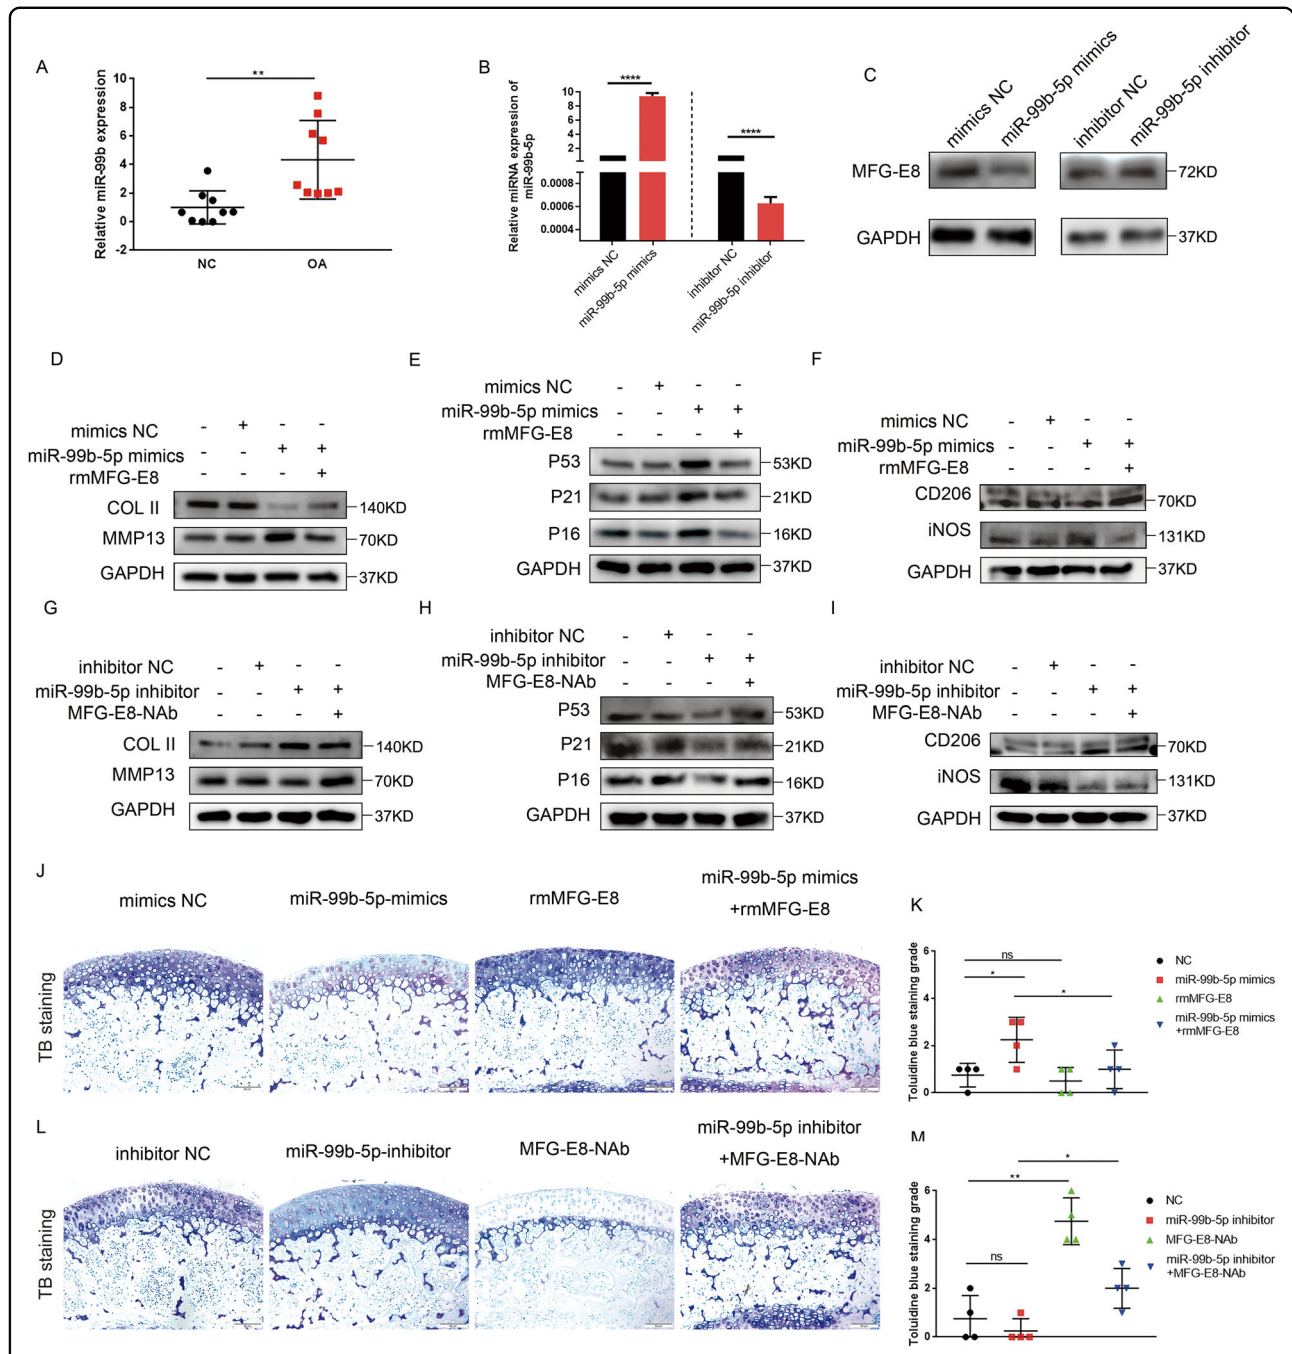 A
**
Relative miR-99b expression
10
8
6
4
2
0
-2
NC OA
B
****
****
Relative miRNA expression of
miR-99b-5p
10
8
6
4
2
0.0008
0.0006
0.0004
mimics NC
miR-99b-5p mimics
inhibitor NC
miR-99b-5p inhibitor
C
mimics NC
miR-99b-5p mimics
inhibitor NC
miR-99b-5p inhibitor
MFG-E8 72KD
GAPDH 37KD
D
mimics NC - + - -
miR-99b-5p mimics - - + +
rmMFG-E8 - - - +
COL II 140KD
MMP13 70KD
GAPDH 37KD
E
mimics NC - + - -
miR-99b-5p mimics - - + +
rmMFG-E8 - - - +
P53 53KD
P21 21KD
P16 16KD
GAPDH 37KD
F
mimics NC - + - -
miR-99b-5p mimics - - + +
rmMFG-E8 - - - +
CD206 70KD
iNOS 131KD
GAPDH 37KD
G
inhibitor NC - + - -
miR-99b-5p inhibitor - - + +
MFG-E8-NAb - - - +
COL II 140KD
MMP13 70KD
GAPDH 37KD
H
inhibitor NC - + - -
miR-99b-5p inhibitor - - + +
MFG-E8-NAb - - - +
P53 53KD
P21 21KD
P16 16KD
GAPDH 37KD
I
inhibitor NC - + - -
miR-99b-5p inhibitor - - + +
MFG-E8-NAb - - - +
CD206 70KD
iNOS 131KD
GAPDH 37KD
J
mimics NC
miR-99b-5p-mimics
rmMFG-E8
miR-99b-5p mimics
+rmMFG-E8
TB staining
K
ns
*
*
Toluidine blue staining grade
6
4
2
0
NC
miR-99b-5p mimics
rmMFG-E8
miR-99b-5p mimics
+rmMFG-E8
L
inhibitor NC
miR-99b-5p-inhibitor
MFG-E8-NAb
miR-99b-5p inhibitor
+MFG-E8-NAb
TB staining
M
*
**
ns
Toluidine blue staining grade
6
4
2
0
NC
miR-99b-5p inhibitor
MFG-E8-NAb
miR-99b-5p inhibitor
+MFG-E8-NAb